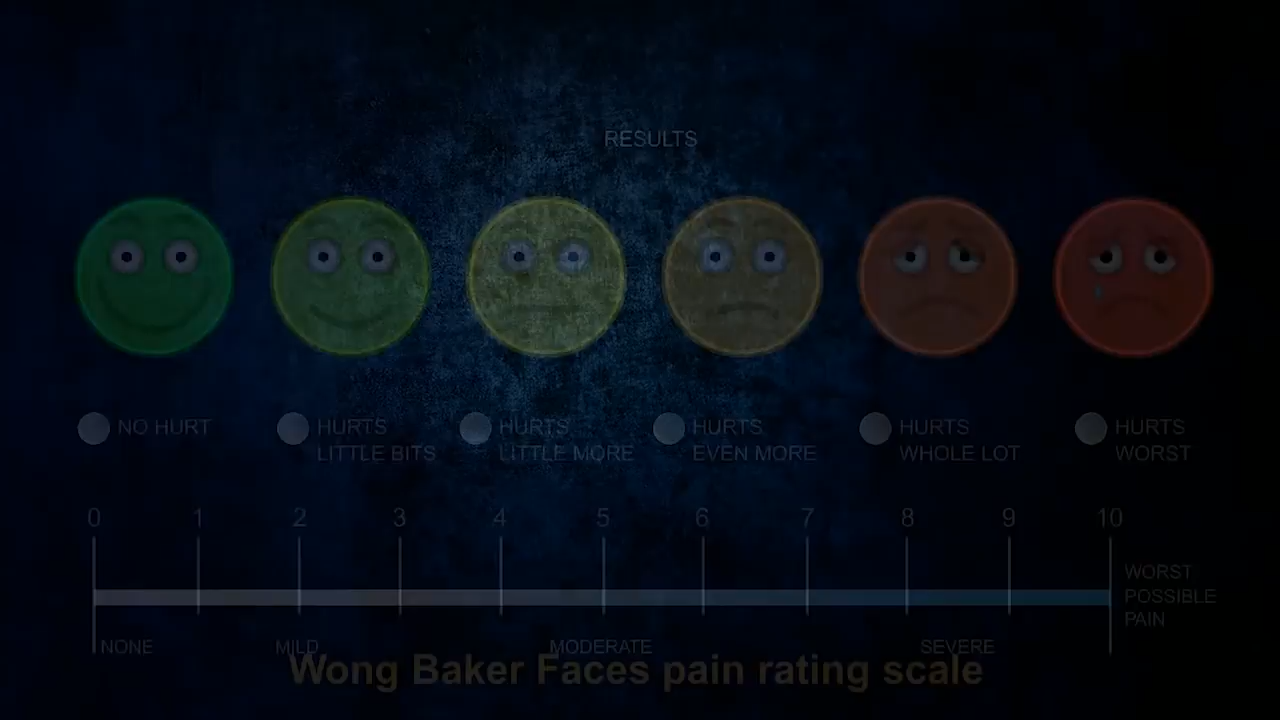 RESULTS
NO HURT
HURTS
LITTLE BITS
HURTS
LITTLE MORE
HURTS
EVEN MORE
HURTS
WHOLE LOT
HURTS
WORST
0 1 2 3 4 5 6 7 8 9 10
WORST
POSSIBLE
PAIN
NONE MILD MODERATE SEVERE
Wong Baker Faces pain rating scale